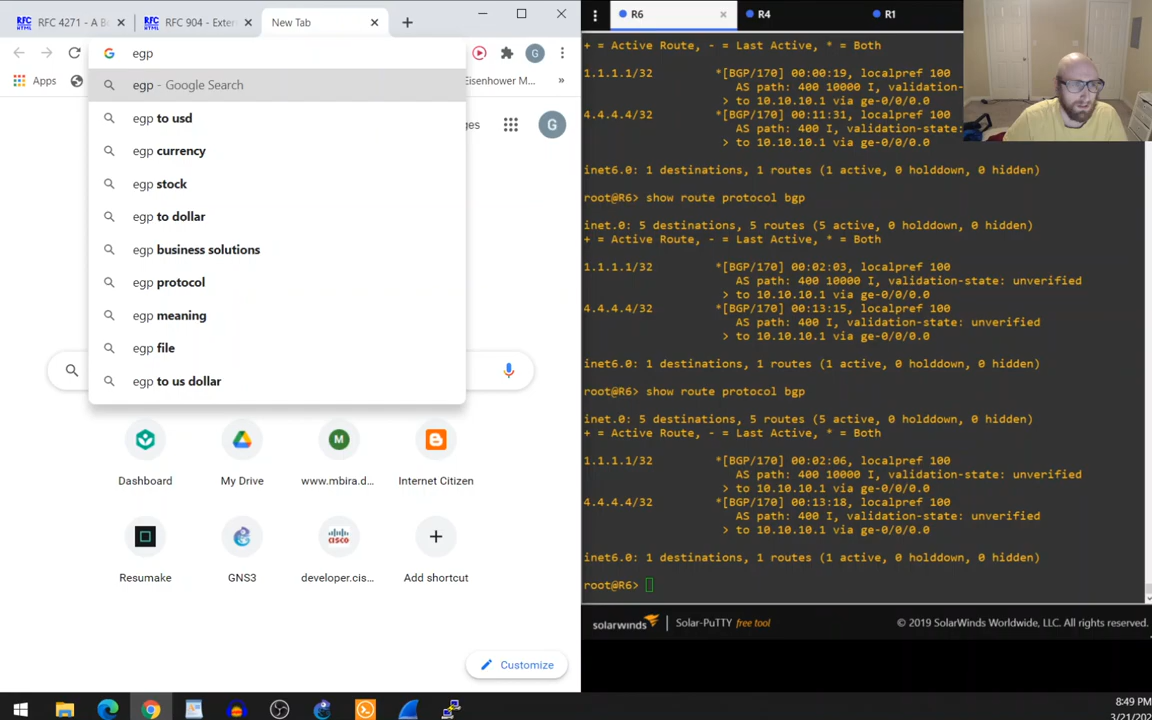 RFC 4271 - A B
RFC 904 - Exter
New Tab
R6
R4
R1
egp
G
Apps
Eisenhower M...
»
egp - Google Search
egp to usd
egp currency
egp stock
egp to dollar
egp business solutions
egp protocol
egp meaning
egp file
egp to us dollar
ges
G
Dashboard
My Drive
M
www.mbira.d...
Internet Citizen
Resumake
GNS3
cisco
developer.cis...
Add shortcut
Customize
+ = Active Route, - = Last Active, * = Both
1.1.1.1/32 *[BGP/170] 00:00:19, localpref 100
AS path: 400 10000 I, validation-
> to 10.10.10.1 via ge-0/0/0.0
4.4.4.4/32 *[BGP/170] 00:11:31, localpref 100
AS path: 400 I, validation-state:
> to 10.10.10.1 via ge-0/0/0.0
inet6.0: 1 destinations, 1 routes (1 active, 0 holddown, 0 hidden)
root@R6> show route protocol bgp
inet.0: 5 destinations, 5 routes (5 active, 0 holddown, 0 hidden)
+ = Active Route, - = Last Active, * = Both
1.1.1.1/32 *[BGP/170] 00:02:03, localpref 100
AS path: 400 10000 I, validation-state: unverified
> to 10.10.10.1 via ge-0/0/0.0
4.4.4.4/32 *[BGP/170] 00:13:15, localpref 100
AS path: 400 I, validation-state: unverified
> to 10.10.10.1 via ge-0/0/0.0
inet6.0: 1 destinations, 1 routes (1 active, 0 holddown, 0 hidden)
root@R6> show route protocol bgp
inet.0: 5 destinations, 5 routes (5 active, 0 holddown, 0 hidden)
+ = Active Route, - = Last Active, * = Both
1.1.1.1/32 *[BGP/170] 00:02:06, localpref 100
AS path: 400 10000 I, validation-state: unverified
> to 10.10.10.1 via ge-0/0/0.0
4.4.4.4/32 *[BGP/170] 00:13:18, localpref 100
AS path: 400 I, validation-state: unverified
> to 10.10.10.1 via ge-0/0/0.0
inet6.0: 1 destinations, 1 routes (1 active, 0 holddown, 0 hidden)
root@R6>
solarwinds Solar-PuTTY free tool © 2019 SolarWinds Worldwide, LLC. All rights reserved.
8:49 PM
3/21/202